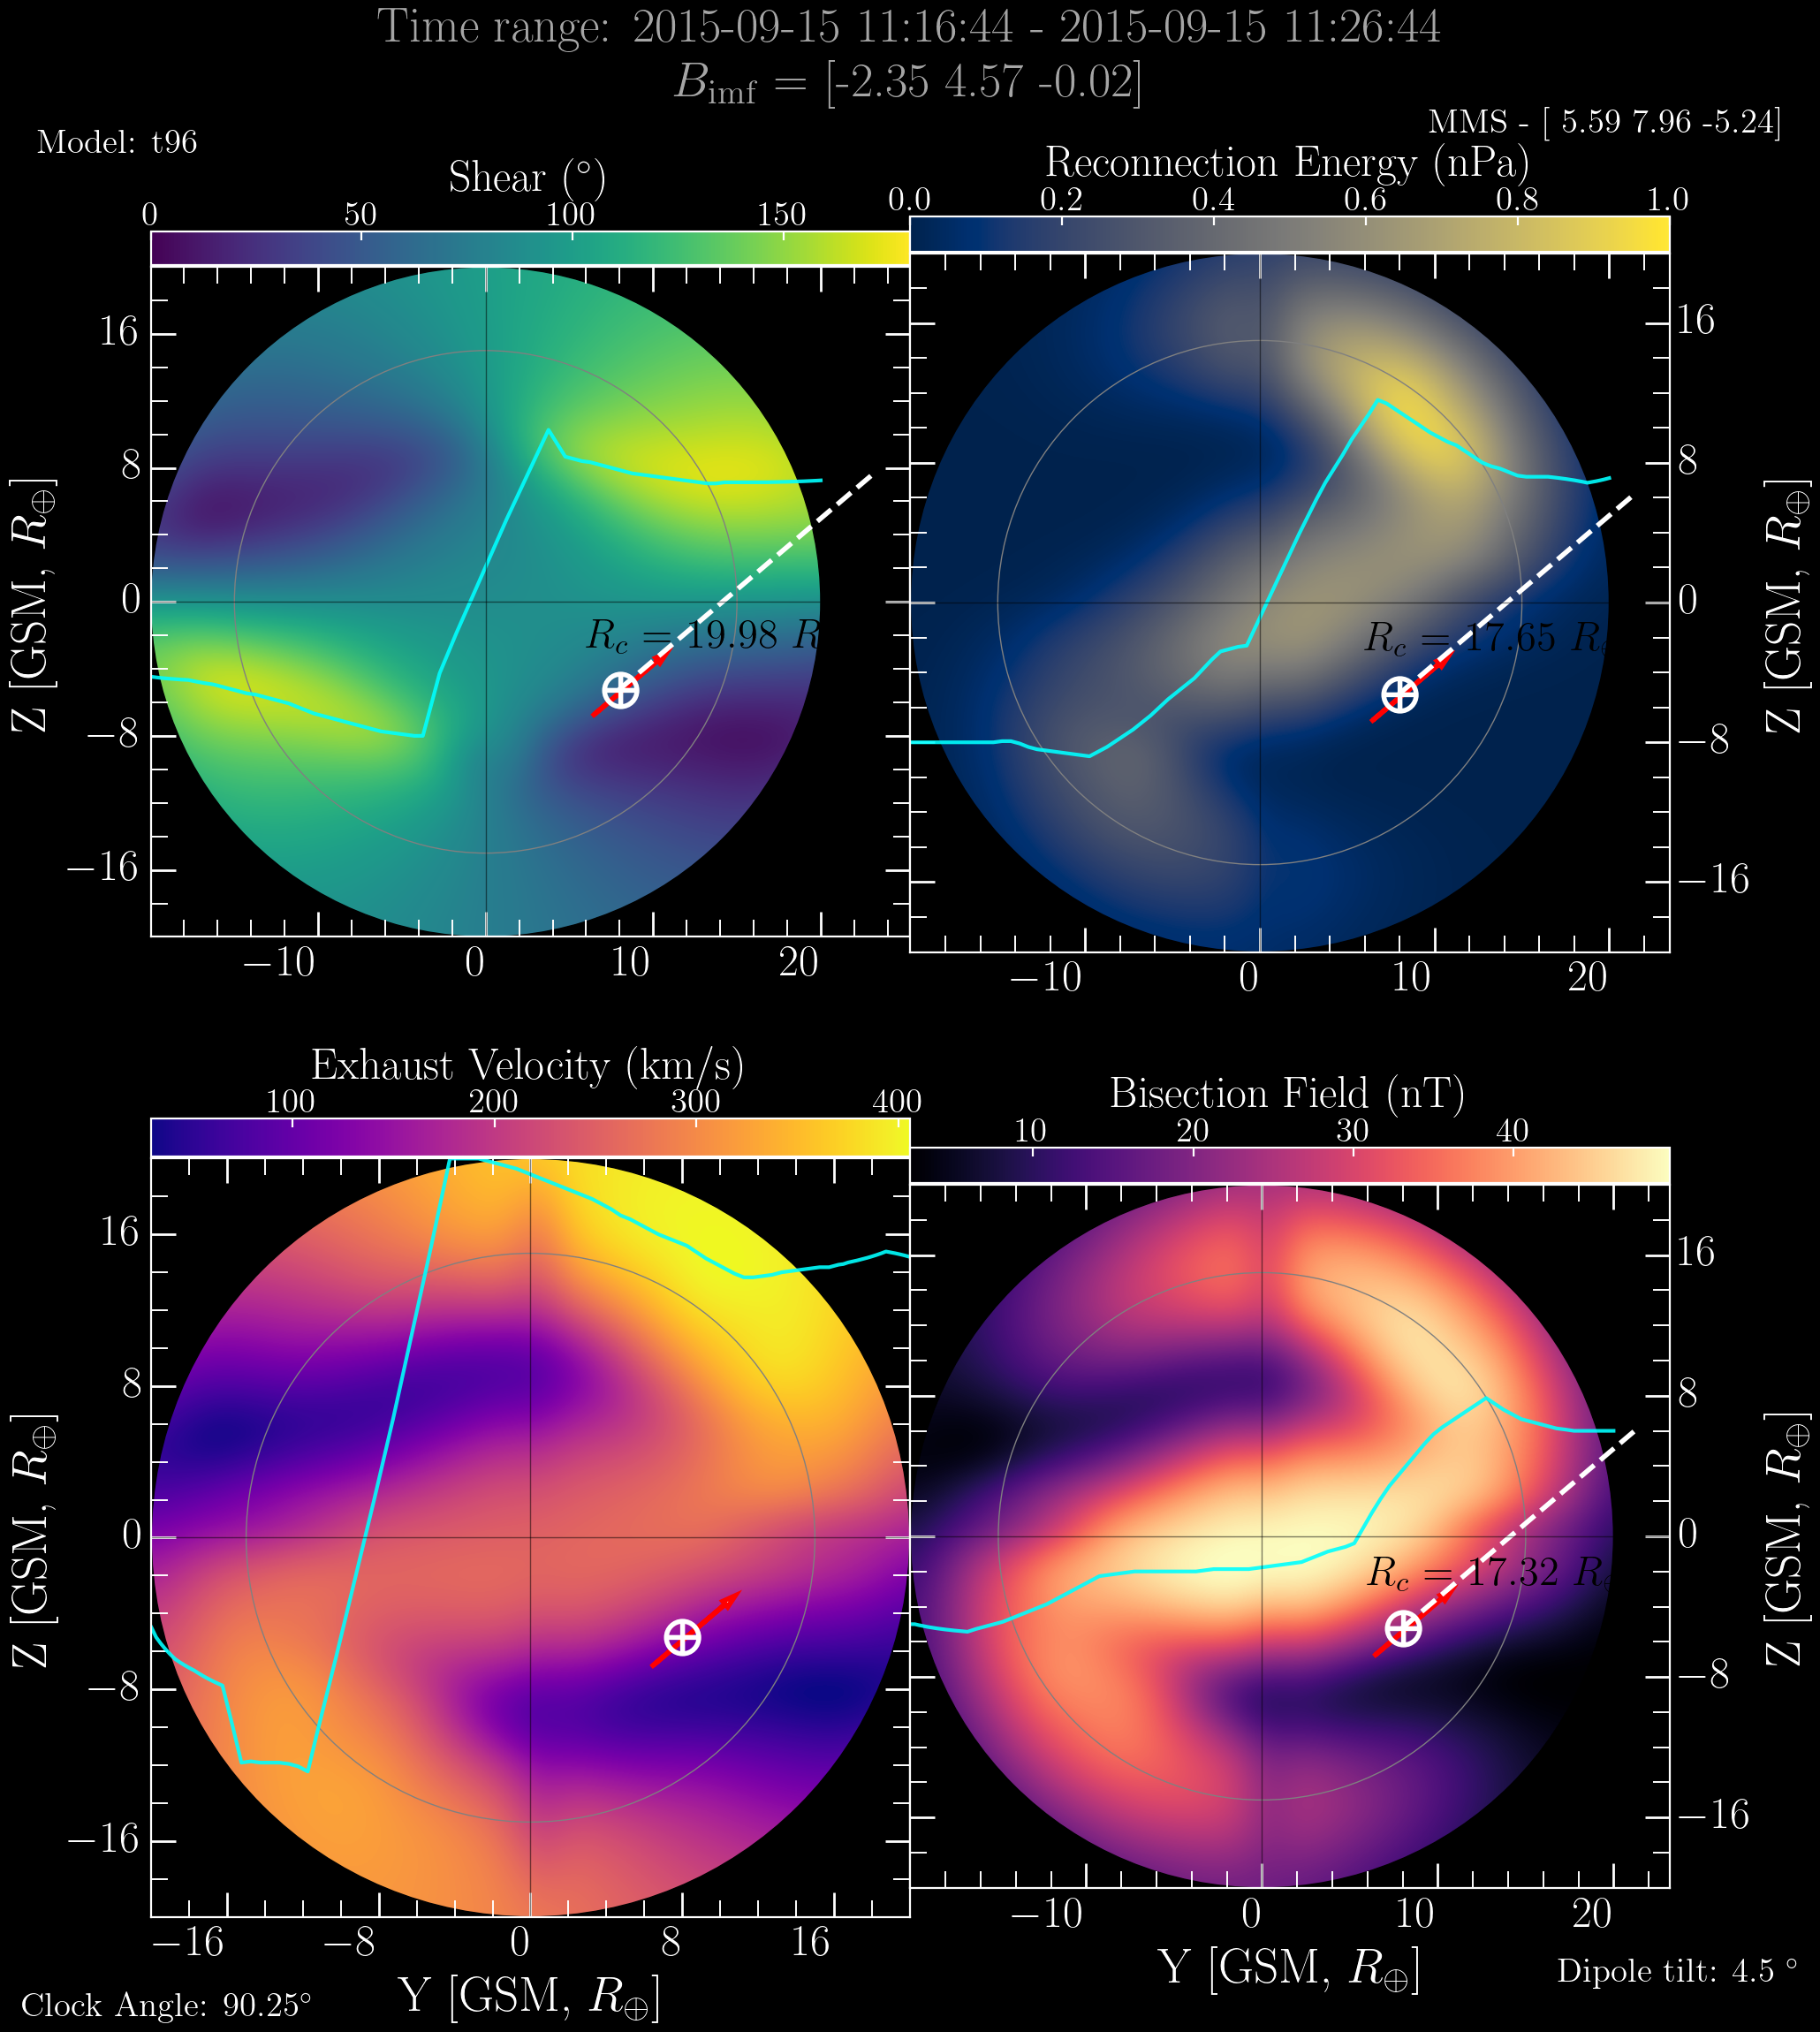 Time range: 2015-09-15 11:16:44 - 2015-09-15 11:26:44
B_imf = [-2.35 4.57 -0.02]
Model: t96
MMS - [ 5.59 7.96 -5.24]
Shear (°)
0 50 100 150
Reconnection Energy (nPa)
0.0 0.2 0.4 0.6 0.8 1.0
Z [GSM, R⊕]
16
8
0
−8
−16
R_c = 19.98 R
−10 0 10 20
R_c = 17.65 R
16
8
0
−8
−16
Z [GSM, R⊕]
−10 0 10 20
Exhaust Velocity (km/s)
100 200 300 400
Bisection Field (nT)
10 20 30 40
Z [GSM, R⊕]
16
8
0
−8
−16
−16 −8 0 8 16
Y [GSM, R⊕]
R_c = 17.32 R
16
8
0
−8
−16
Z [GSM, R⊕]
−10 0 10 20
Y [GSM, R⊕]
Clock Angle: 90.25°
Dipole tilt: 4.5 °